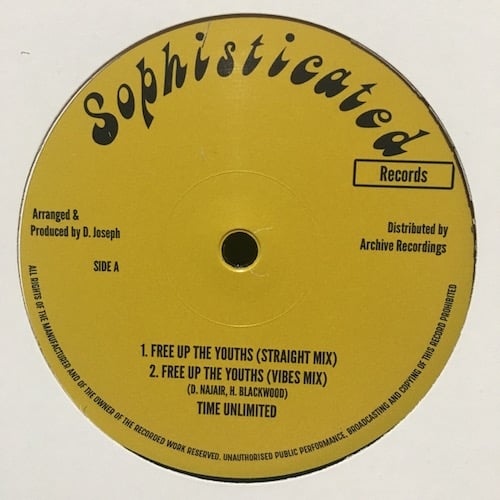 Sophisticated
Records
Arranged &
Produced by D. Joseph
Distributed by
Archive Recordings
SIDE A
1. FREE UP THE YOUTHS (STRAIGHT MIX)
2. FREE UP THE YOUTHS (VIBES MIX)
(D. NAJAIR, H. BLACKWOOD)
TIME UNLIMITED
ALL RIGHTS OF THE MANUFACTURER AND OF THE OWNER OF THE RECORDED WORK RESERVED. UNAUTHORISED PUBLIC PERFORMANCE, BROADCASTING AND COPYING OF THIS RECORD PROHIBITED